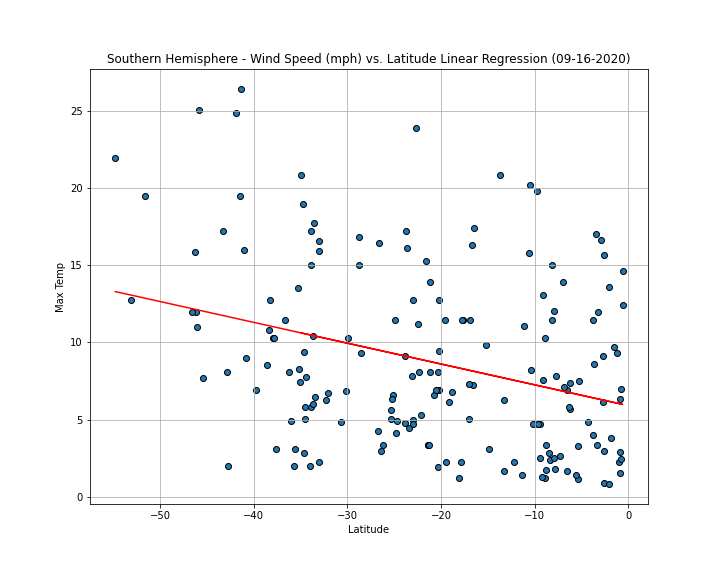 Southern Hemisphere - Wind Speed (mph) vs. Latitude Linear Regression (09-16-2020)
25
20
15
10
5
0
Max Temp
−50 −40 −30 −20 −10 0
Latitude